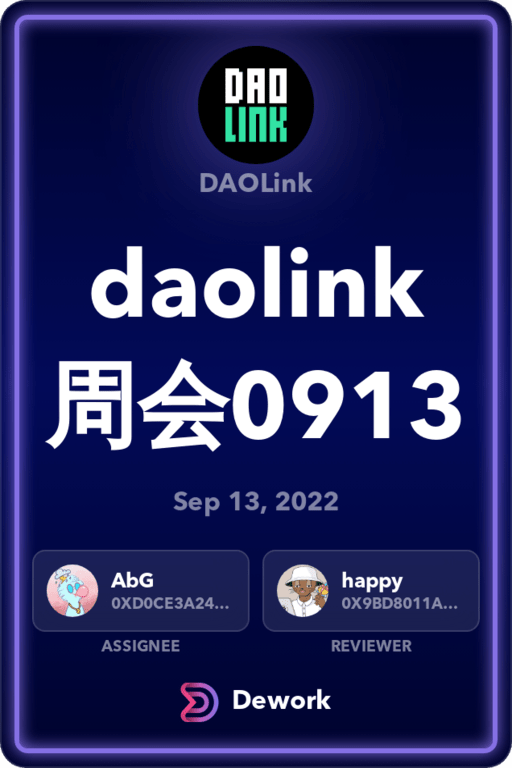 DAO
LINK
DAOLink
daolink
周会0913
Sep 13, 2022
AbG
0XD0CE3A24...
ASSIGNEE
happy
0X9BD8011A...
REVIEWER
Dework